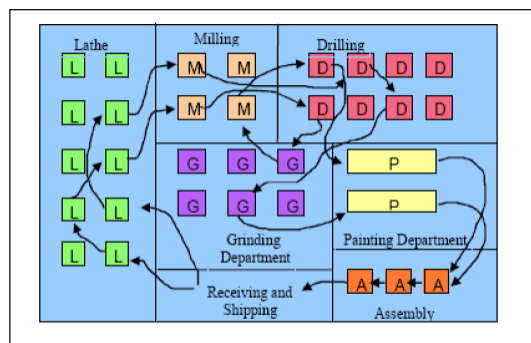 Lathe
Milling
Drilling
L L
M M
D D D D
L L
M M
D D D D
L L
G G G
P
L L
G G G
P
Grinding
Department
Painting Department
L L
Receiving and
Shipping
A A A
Assembly